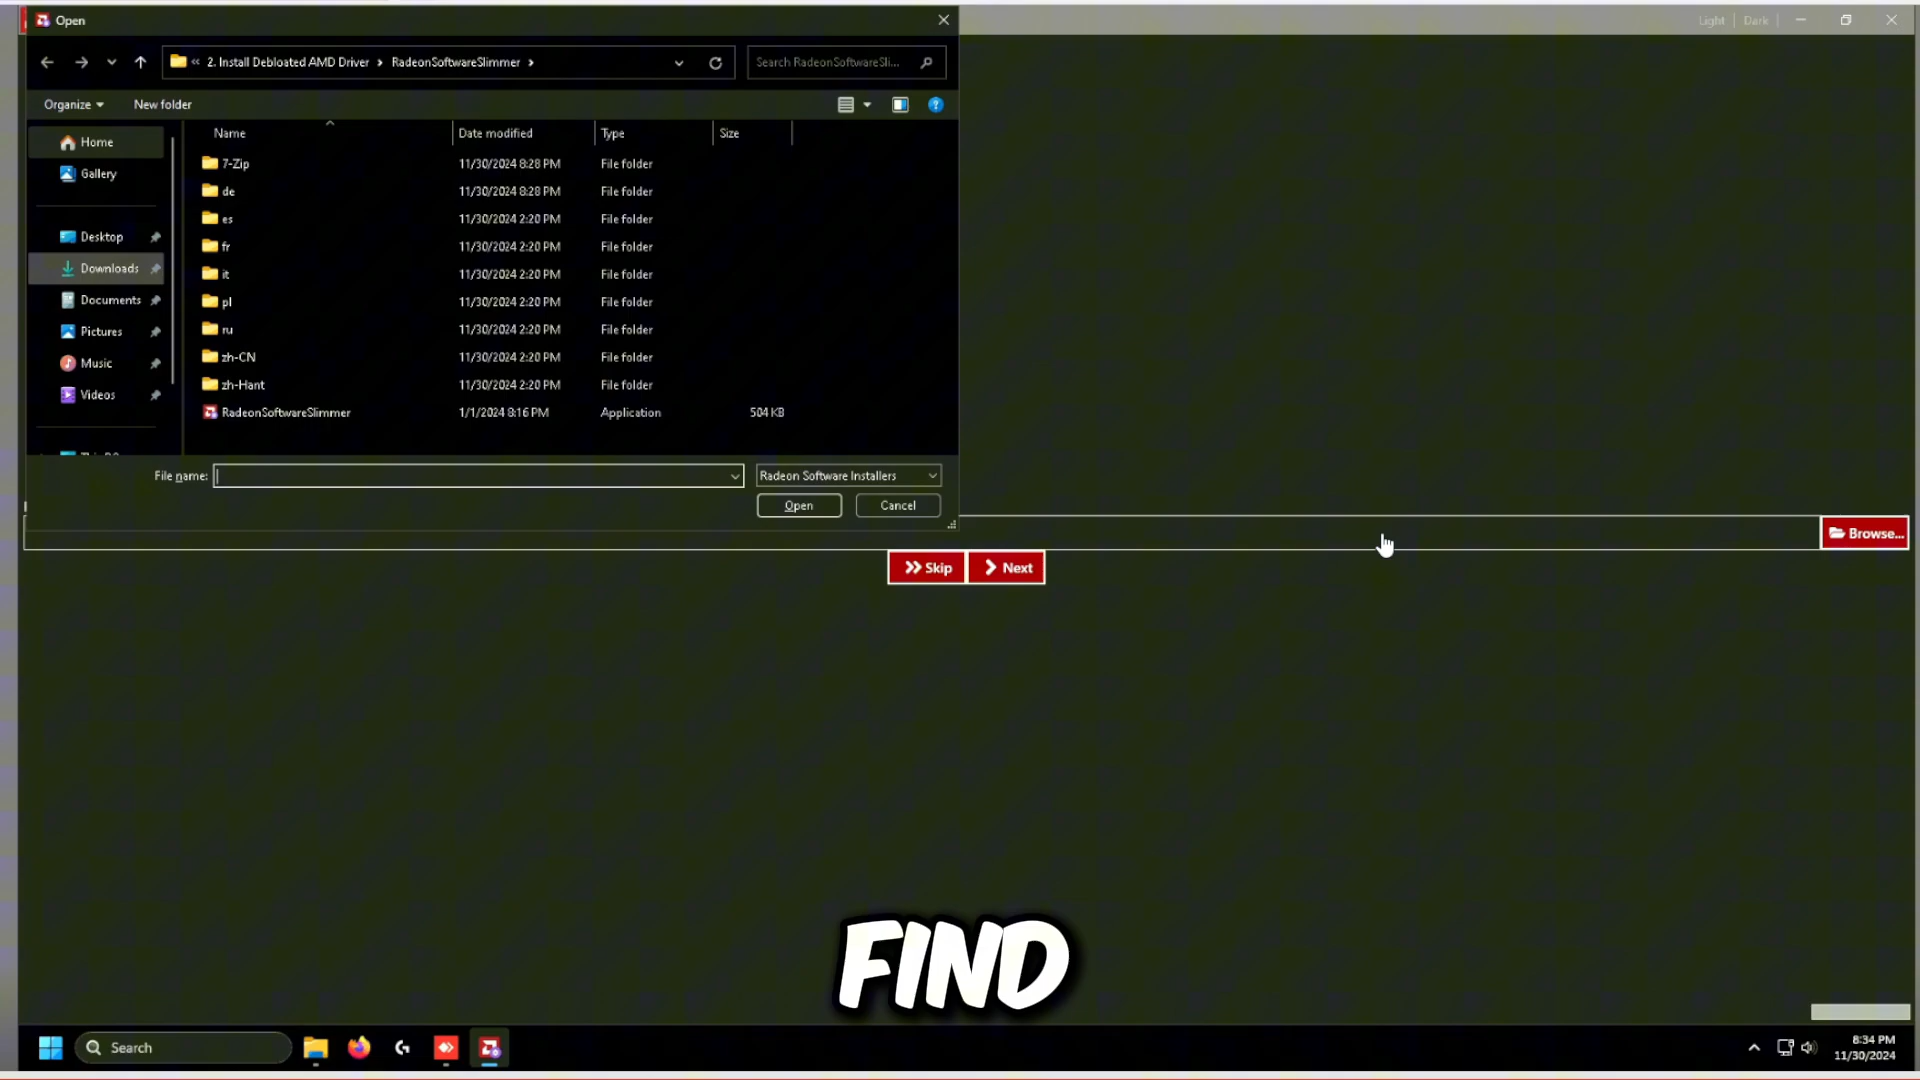 Open
Light | Dark
« 2. Install Debloated AMD Driver > RadeonSoftwareSlimmer >
Search RadeonSoftwareSli...
Organize
New folder
Name
Date modified
Type
Size
Home
Gallery
Desktop
Downloads
Documents
Pictures
Music
Videos
7-Zip 11/30/2024 8:28 PM File folder
de 11/30/2024 8:28 PM File folder
es 11/30/2024 2:20 PM File folder
fr 11/30/2024 2:20 PM File folder
it 11/30/2024 2:20 PM File folder
pl 11/30/2024 2:20 PM File folder
ru 11/30/2024 2:20 PM File folder
zh-CN 11/30/2024 2:20 PM File folder
zh-Hant 11/30/2024 2:20 PM File folder
RadeonSoftwareSlimmer 1/1/2024 8:16 PM Application 504 KB
File name:
Radeon Software Installers
Open
Cancel
Browse...
Skip
Next
FIND
Search
8:34 PM
11/30/2024